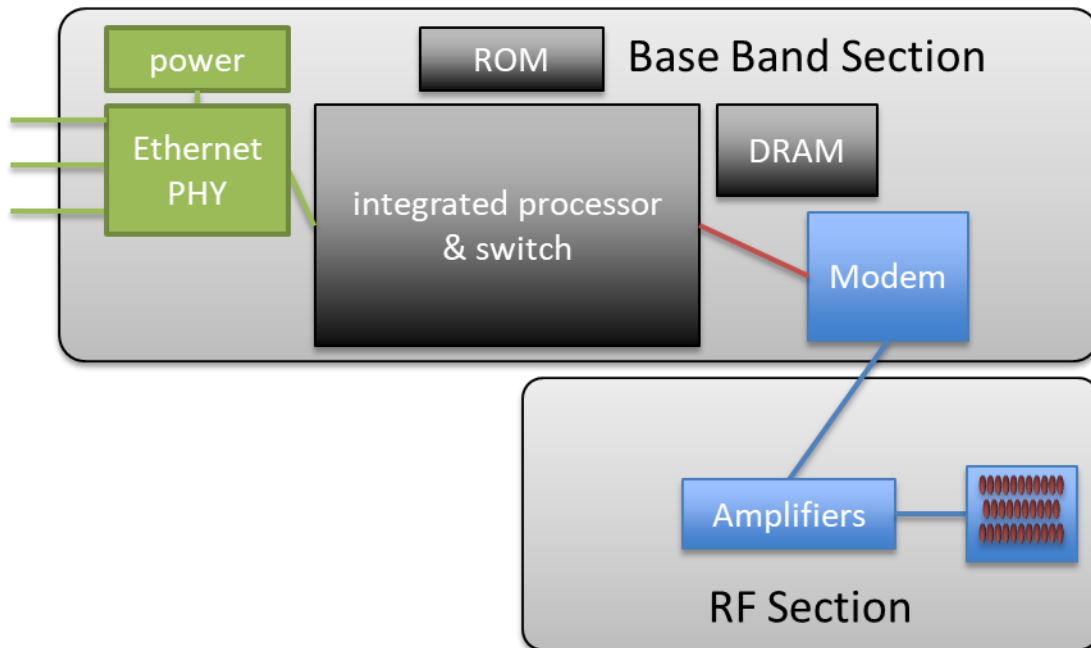 power
ROM
Base Band Section
Ethernet
PHY
integrated processor
& switch
DRAM
Modem
Amplifiers
RF Section